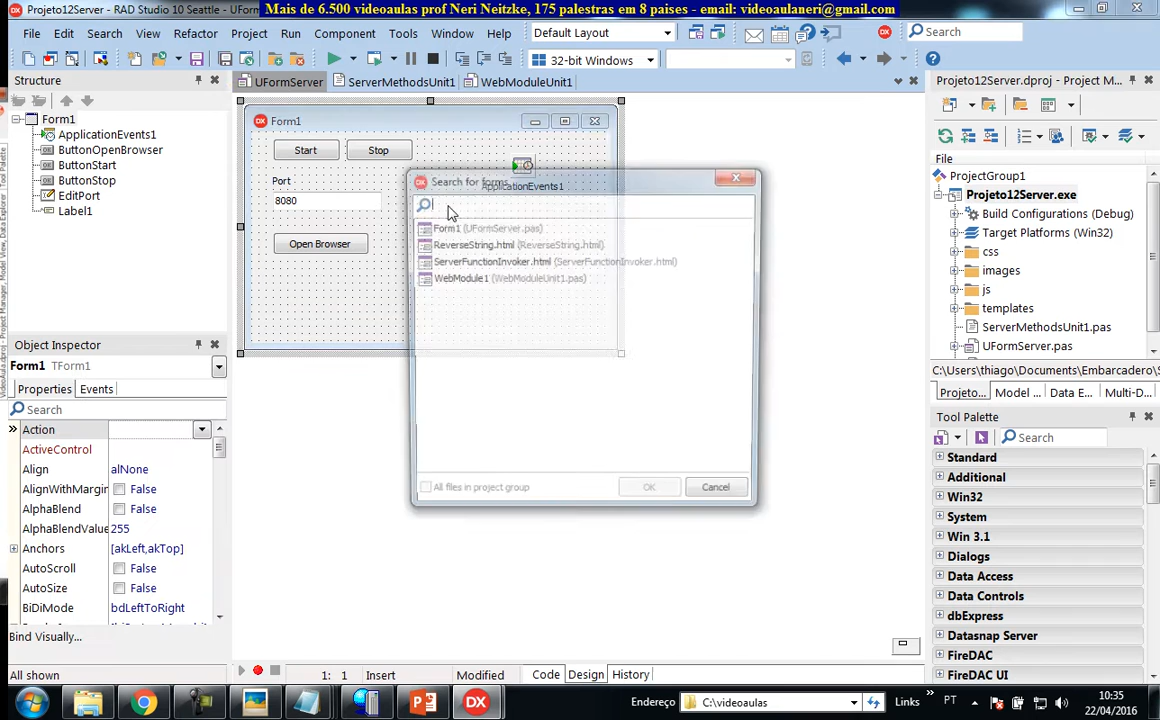 Projeto12Server - RAD Studio 10 Seattle - UFor
Mais de 6.500 videoaulas prof Neri Neitzke, 175 palestras em 8 paises - email: videoaulaneri@gmail.com
File Edit Search View Refactor Project Run Component Tools Window Help
Default Layout
Search
32-bit Windows
Structure
Form1
ApplicationEvents1
ButtonOpenBrowser
ButtonStart
ButtonStop
EditPort
Label1
Object Inspector
Form1 TForm1
Properties Events
Search
Action
ActiveControl
Align alNone
AlignWithMargin False
AlphaBlend False
AlphaBlendValue 255
Anchors [akLeft,akTop]
AutoScroll False
AutoSize False
BiDiMode bdLeftToRight
Bind Visually...
All shown
UFormServer ServerMethodsUnit1 WebModuleUnit1
Form1
Start Stop
Port
8080
Open Browser
ApplicationEvents1
Search for forms
Form1 (UFormServer.pas)
ReverseString.html (ReverseString.html)
ServerFunctionInvoker.html (ServerFunctionInvoker.html)
WebModule1 (WebModuleUnit1.pas)
All files in project group
OK Cancel
1: 1 Insert Modified Code Design History
Projeto12Server.dproj - Project M...
File
ProjectGroup1
Projeto12Server.exe
Build Configurations (Debug)
Target Platforms (Win32)
css
images
js
templates
ServerMethodsUnit1.pas
UFormServer.pas
C:\Users\thiago\Documents\Embarcadero\S
Projeto... Model ... Data E... Multi-D...
Tool Palette
Search
Standard
Additional
Win32
System
Win 3.1
Dialogs
Data Access
Data Controls
dbExpress
Datasnap Server
FireDAC
FireDAC UI
Endereço C:\videoaulas Links » PT
10:35
22/04/2016